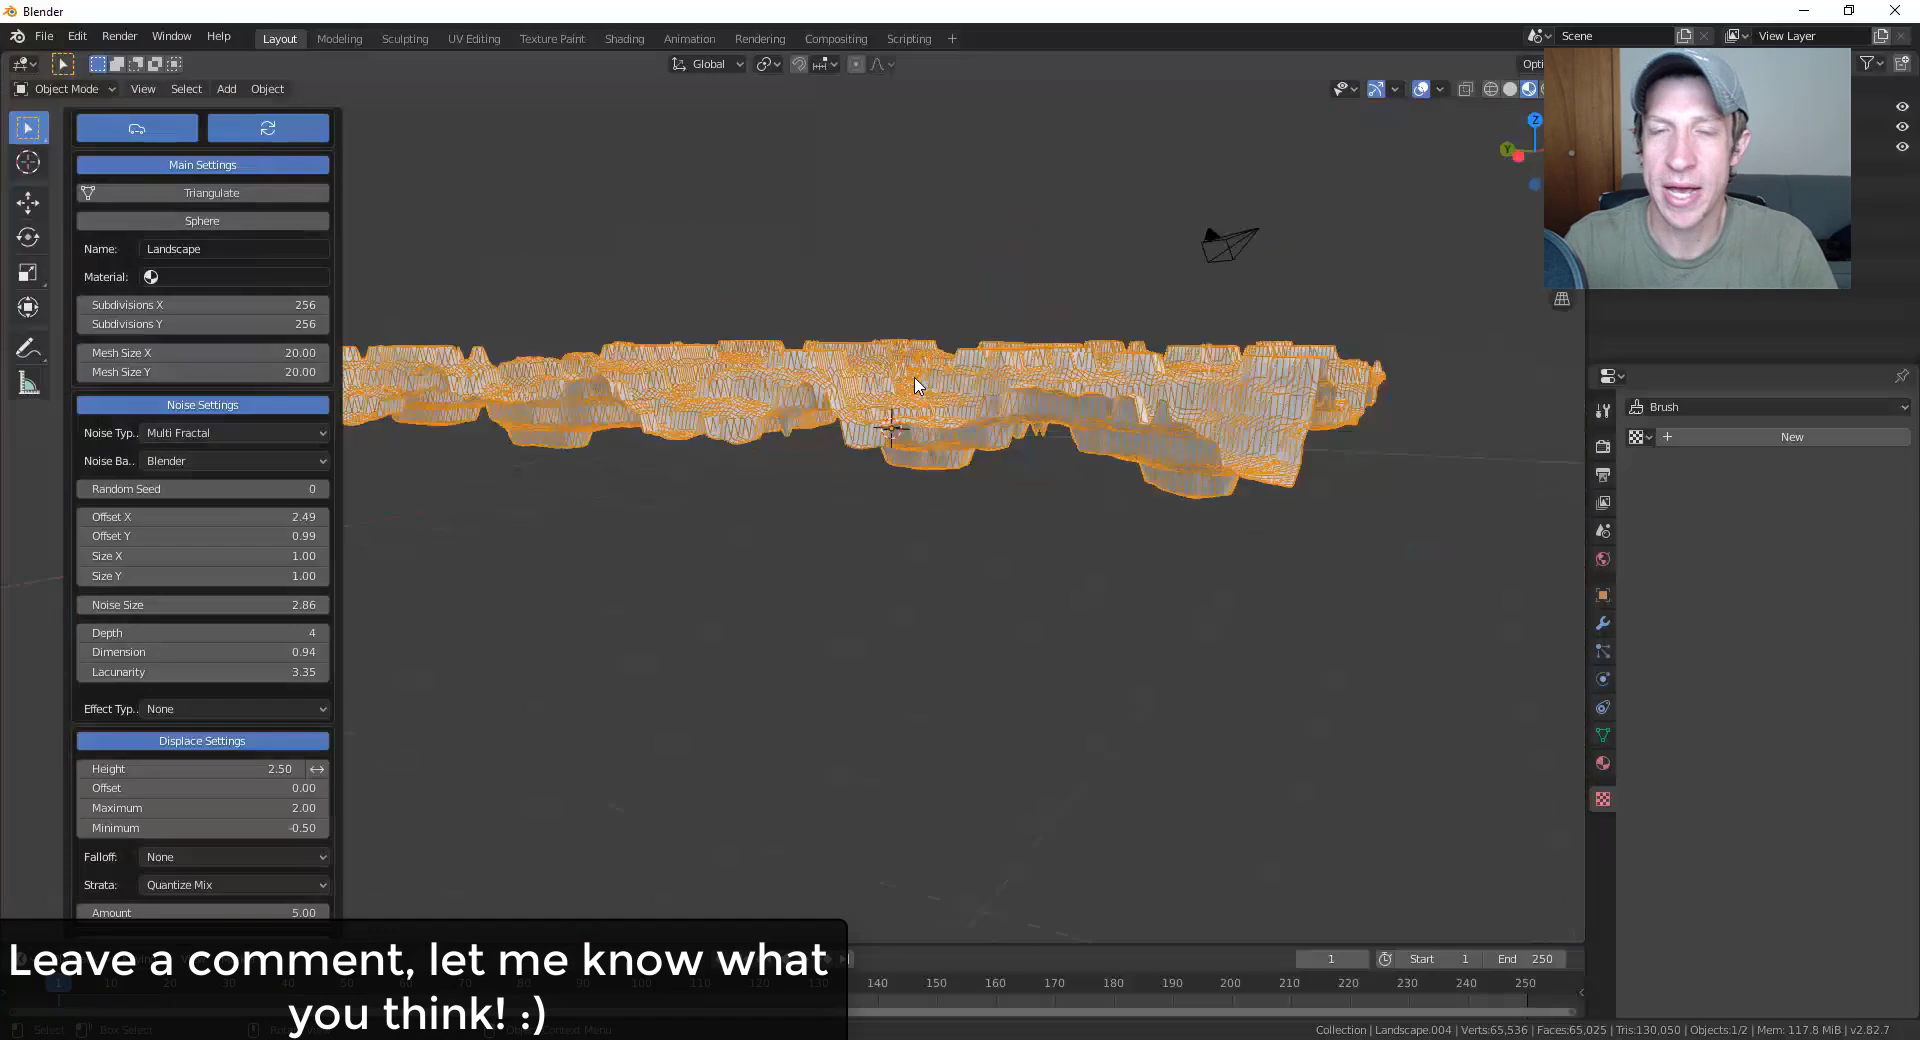 Blender
File Edit Render Window Help
Layout Modeling Sculpting UV Editing Texture Paint Shading Animation Rendering Compositing Scripting +
Scene
View Layer
Global
Opti
Object Mode View Select Add Object
Z
Y
Main Settings
Triangulate
Sphere
Name: Landscape
Material:
Subdivisions X 256
Subdivisions Y 256
Mesh Size X 20.00
Mesh Size Y 20.00
Noise Settings
Noise Typ.. Multi Fractal
Noise Ba.. Blender
Random Seed 0
Offset X 2.49
Offset Y 0.99
Size X 1.00
Size Y 1.00
Noise Size 2.86
Depth 4
Dimension 0.94
Lacunarity 3.35
Effect Typ.. None
Displace Settings
Height 2.50
Offset 0.00
Maximum 2.00
Minimum -0.50
Falloff: None
Strata: Quantize Mix
Amount 5.00
Brush
+ New
Leave a comment, let me know what
you think! :)
1 Start 1 End 250
140 150 160 170 180 190 200 210 220 230 240 250
Collection | Landscape.004 | Verts:65,536 | Faces:65,025 | Tris:130,050 | Objects:1/2 | Mem: 117.8 MiB | v2.82.7